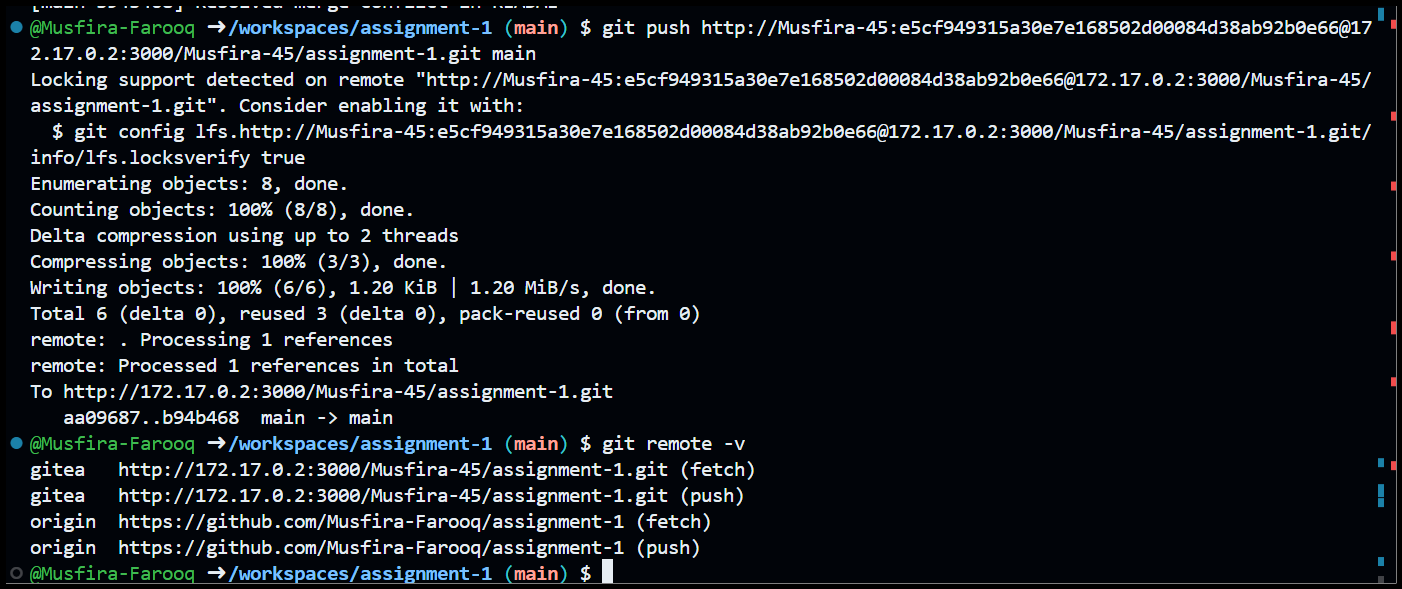 @Musfira-Farooq ➜/workspaces/assignment-1 (main) $ git push http://Musfira-45:e5cf949315a30e7e168502d00084d38ab92b0e66@17
2.17.0.2:3000/Musfira-45/assignment-1.git main
Locking support detected on remote "http://Musfira-45:e5cf949315a30e7e168502d00084d38ab92b0e66@172.17.0.2:3000/Musfira-45/
assignment-1.git". Consider enabling it with:
  $ git config lfs.http://Musfira-45:e5cf949315a30e7e168502d00084d38ab92b0e66@172.17.0.2:3000/Musfira-45/assignment-1.git/
info/lfs.locksverify true
Enumerating objects: 8, done.
Counting objects: 100% (8/8), done.
Delta compression using up to 2 threads
Compressing objects: 100% (3/3), done.
Writing objects: 100% (6/6), 1.20 KiB | 1.20 MiB/s, done.
Total 6 (delta 0), reused 3 (delta 0), pack-reused 0 (from 0)
remote: . Processing 1 references
remote: Processed 1 references in total
To http://172.17.0.2:3000/Musfira-45/assignment-1.git
   aa09687..b94b468  main -> main
@Musfira-Farooq ➜/workspaces/assignment-1 (main) $ git remote -v
gitea   http://172.17.0.2:3000/Musfira-45/assignment-1.git (fetch)
gitea   http://172.17.0.2:3000/Musfira-45/assignment-1.git (push)
origin  https://github.com/Musfira-Farooq/assignment-1 (fetch)
origin  https://github.com/Musfira-Farooq/assignment-1 (push)
@Musfira-Farooq ➜/workspaces/assignment-1 (main) $